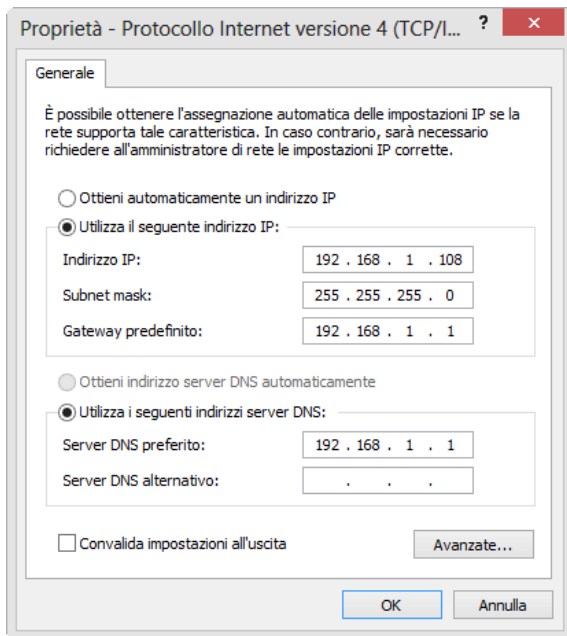 Proprietà - Protocollo Internet versione 4 (TCP/I...
?
Generale
È possibile ottenere l'assegnazione automatica delle impostazioni IP se la
rete supporta tale caratteristica. In caso contrario, sarà necessario
richiedere all'amministratore di rete le impostazioni IP corrette.
Ottieni automaticamente un indirizzo IP
Utilizza il seguente indirizzo IP:
Indirizzo IP: 192 . 168 . 1 . 108
Subnet mask: 255 . 255 . 255 . 0
Gateway predefinito: 192 . 168 . 1 . 1
Ottieni indirizzo server DNS automaticamente
Utilizza i seguenti indirizzi server DNS:
Server DNS preferito: 192 . 168 . 1 . 1
Server DNS alternativo: . . .
Convalida impostazioni all'uscita
Avanzate...
OK Annulla